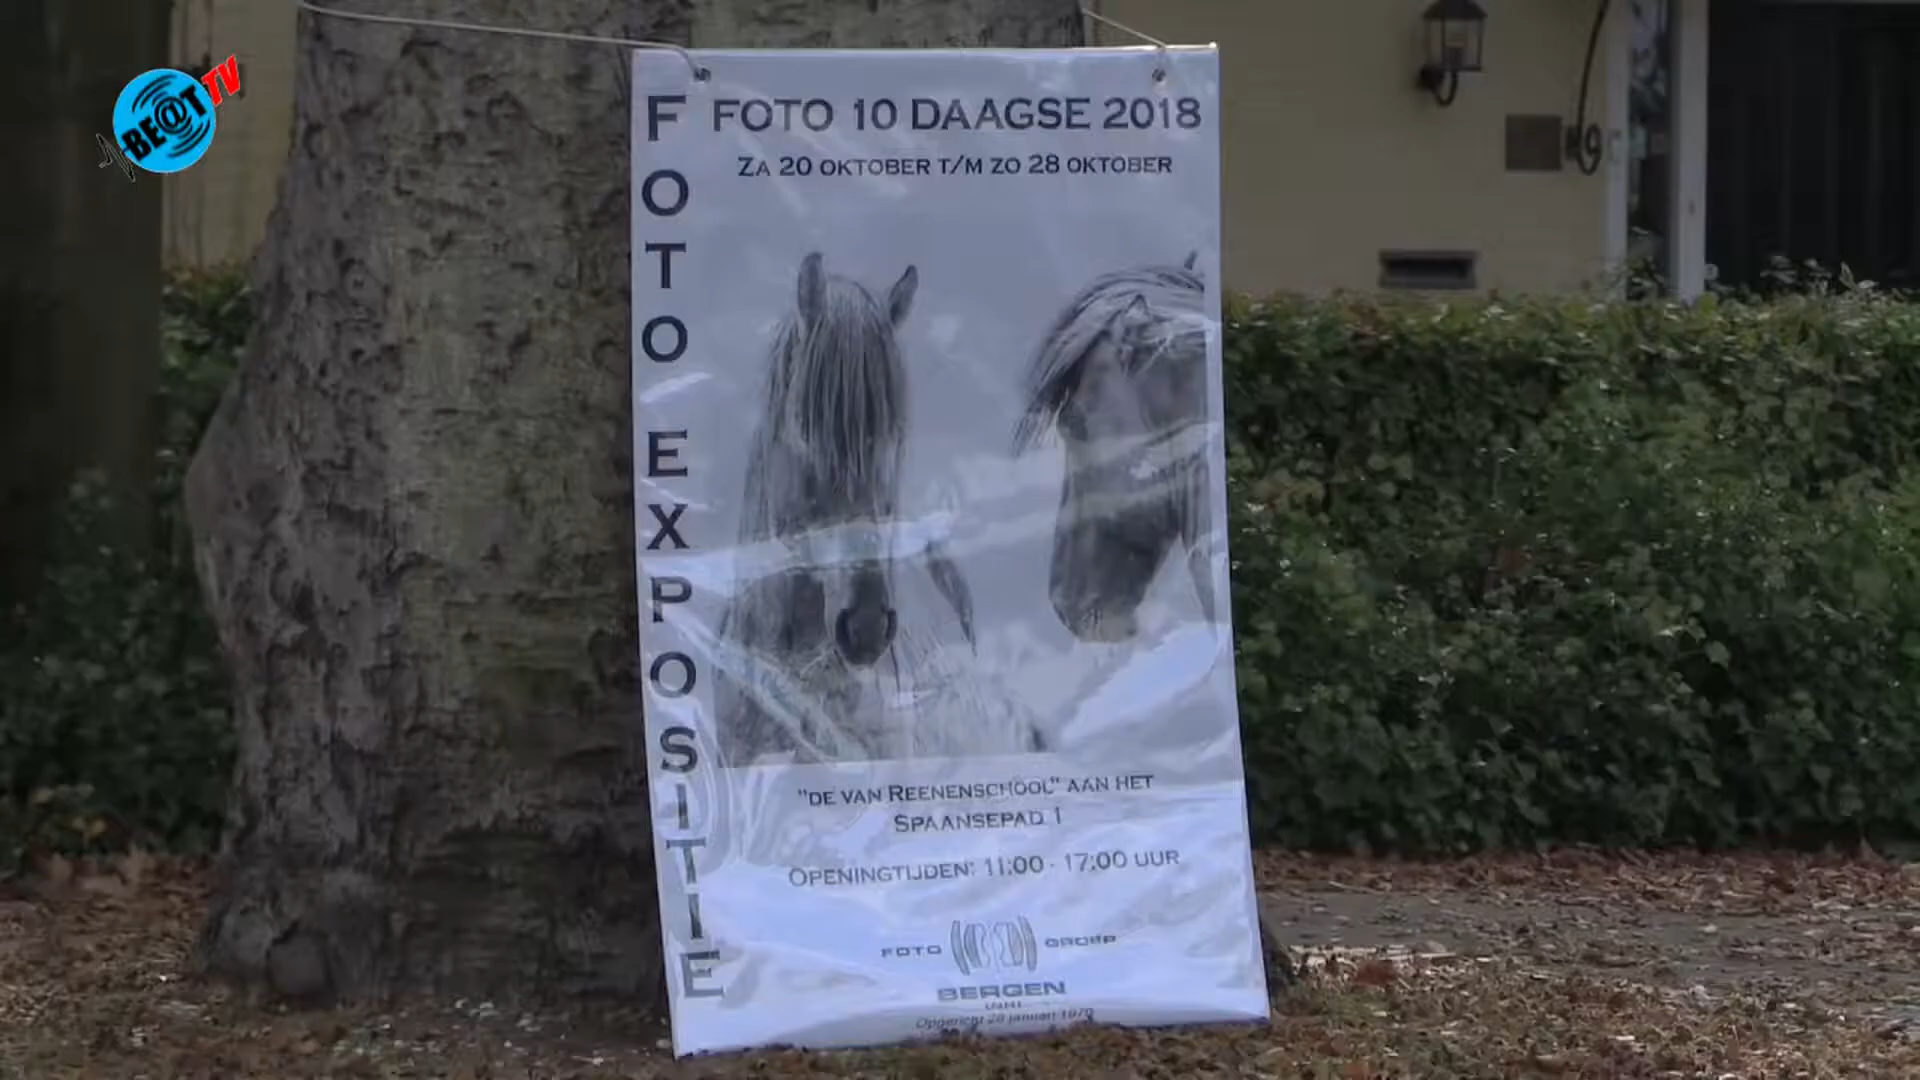 BE@T TV
FOTO EXPOSITIE
FOTO 10 DAAGSE 2018
ZA 20 OKTOBER T/M ZO 28 OKTOBER
"DE VAN REENENSCHOOL" AAN HET
SPAANSEPAD 1
OPENINGTIJDEN: 11:00 - 17:00 UUR
FOTO GROEP
BERGEN
Opgericht 28 januari 1970